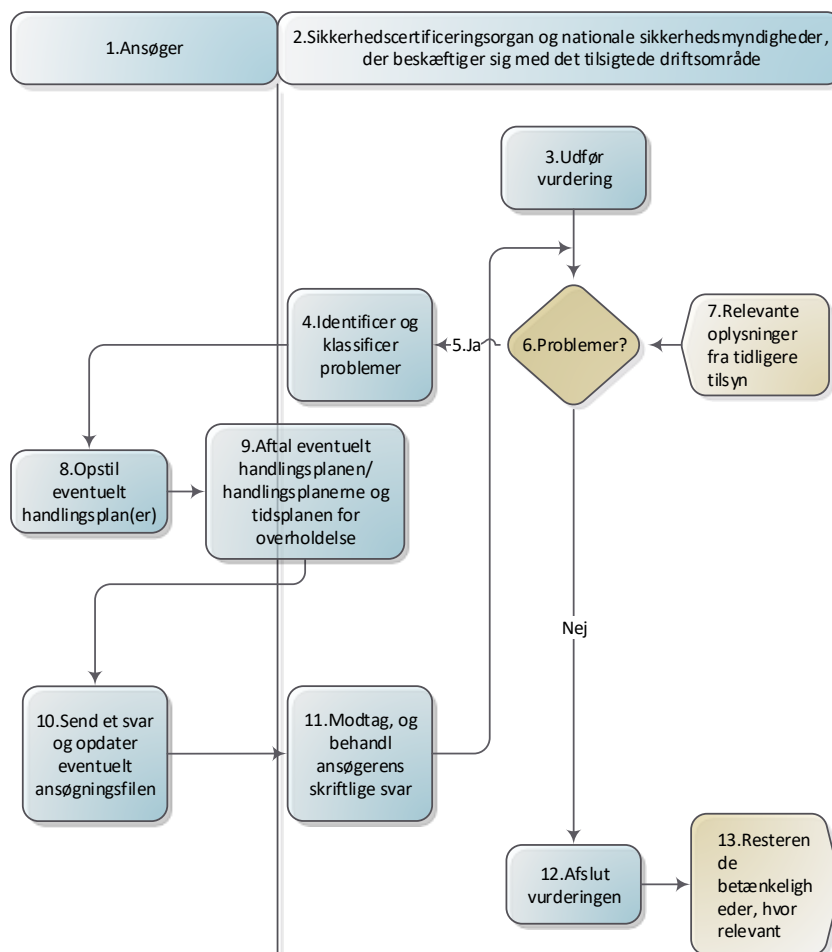 1.Ansøger
2.Sikkerhedscertificeringsorgan og nationale sikkerhedsmyndigheder,
der beskæftiger sig med det tilsigtede driftsområde
3.Udfør
vurdering
4.Identificer og
klassificer
problemer
5.Ja
6.Problemer?
7.Relevante
oplysninger
fra tidligere
tilsyn
8.Opstil
eventuelt
handlingsplan(er)
9.Aftal eventuelt
handlingsplanen/
handlingsplanerne og
tidsplanen for
overholdelse
Nej
10.Send et svar
og opdater
eventuelt
ansøgningsfilen
11.Modtag, og
behandl
ansøgerens
skriftlige svar
12.Afslut
vurderingen
13.Resteren
de
betænkeligh
eder, hvor
relevant